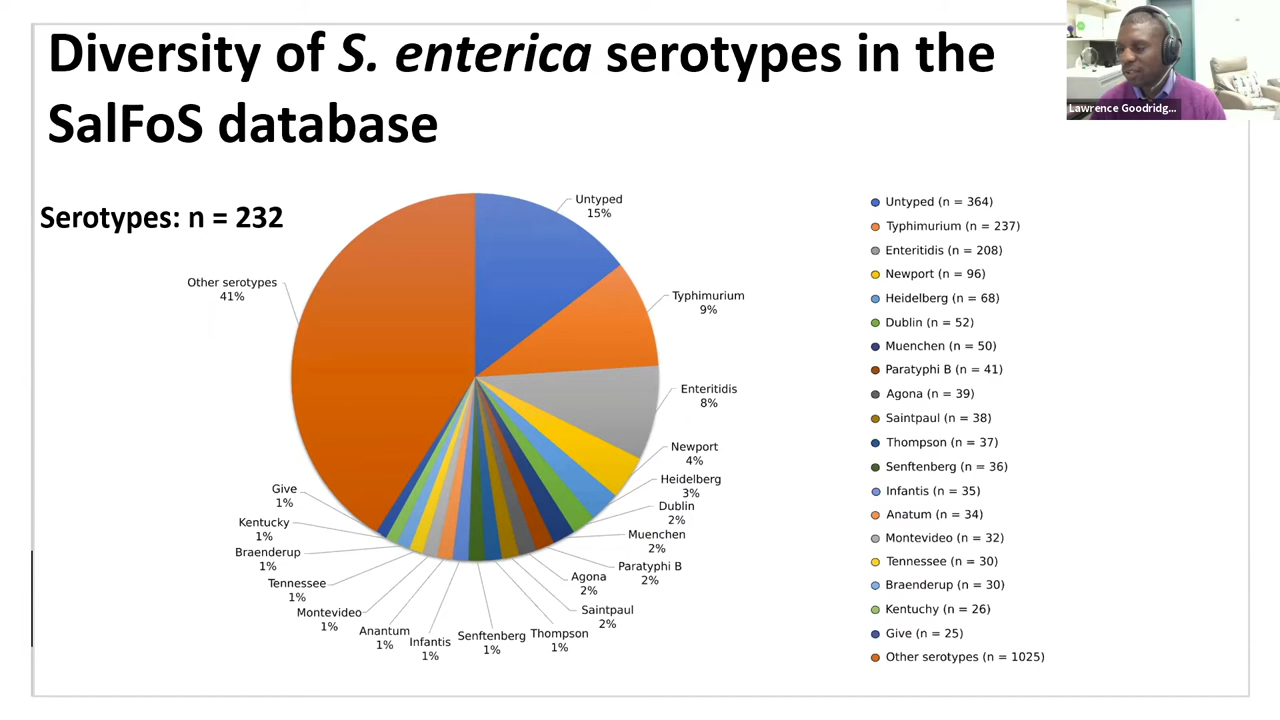 Diversity of S. enterica serotypes in the
SalFoS database
Lawrence Goodridg...
Serotypes: n = 232
Untyped
15%
Typhimurium
9%
Enteritidis
8%
Newport
4%
Heidelberg
3%
Dublin
2%
Muenchen
2%
Paratyphi B
2%
Agona
2%
Saintpaul
2%
Thompson
1%
Senftenberg
1%
Infantis
1%
Anantum
1%
Montevideo
1%
Tennessee
1%
Braenderup
1%
Kentucky
1%
Give
1%
Other serotypes
41%
Untyped (n = 364)
Typhimurium (n = 237)
Enteritidis (n = 208)
Newport (n = 96)
Heidelberg (n = 68)
Dublin (n = 52)
Muenchen (n = 50)
Paratyphi B (n = 41)
Agona (n = 39)
Saintpaul (n = 38)
Thompson (n = 37)
Senftenberg (n = 36)
Infantis (n = 35)
Anatum (n = 34)
Montevideo (n = 32)
Tennessee (n = 30)
Braenderup (n = 30)
Kentuchy (n = 26)
Give (n = 25)
Other serotypes (n = 1025)